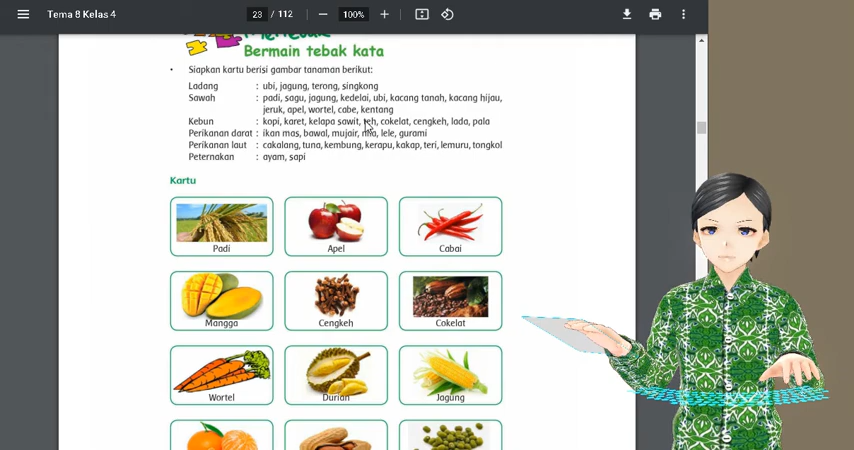 Tema 8 Kelas 4
23 / 112
100%
Bermain tebak kata
• Siapkan kartu berisi gambar tanaman berikut:
Ladang : ubi, jagung, terong, singkong
Sawah : padi, sagu, jagung, kedelai, ubi, kacang tanah, kacang hijau,
jeruk, apel, wortel, cabe, kentang
Kebun : kopi, karet, kelapa sawit, teh, cokelat, cengkeh, lada, pala
Perikanan darat : ikan mas, bawal, mujair, nila, lele, gurami
Perikanan laut : cakalang, tuna, kembung, kerapu, kakap, teri, lemuru, tongkol
Peternakan : ayam, sapi
Kartu
Padi
Apel
Cabai
Mangga
Cengkeh
Cokelat
Wortel
Durian
Jagung